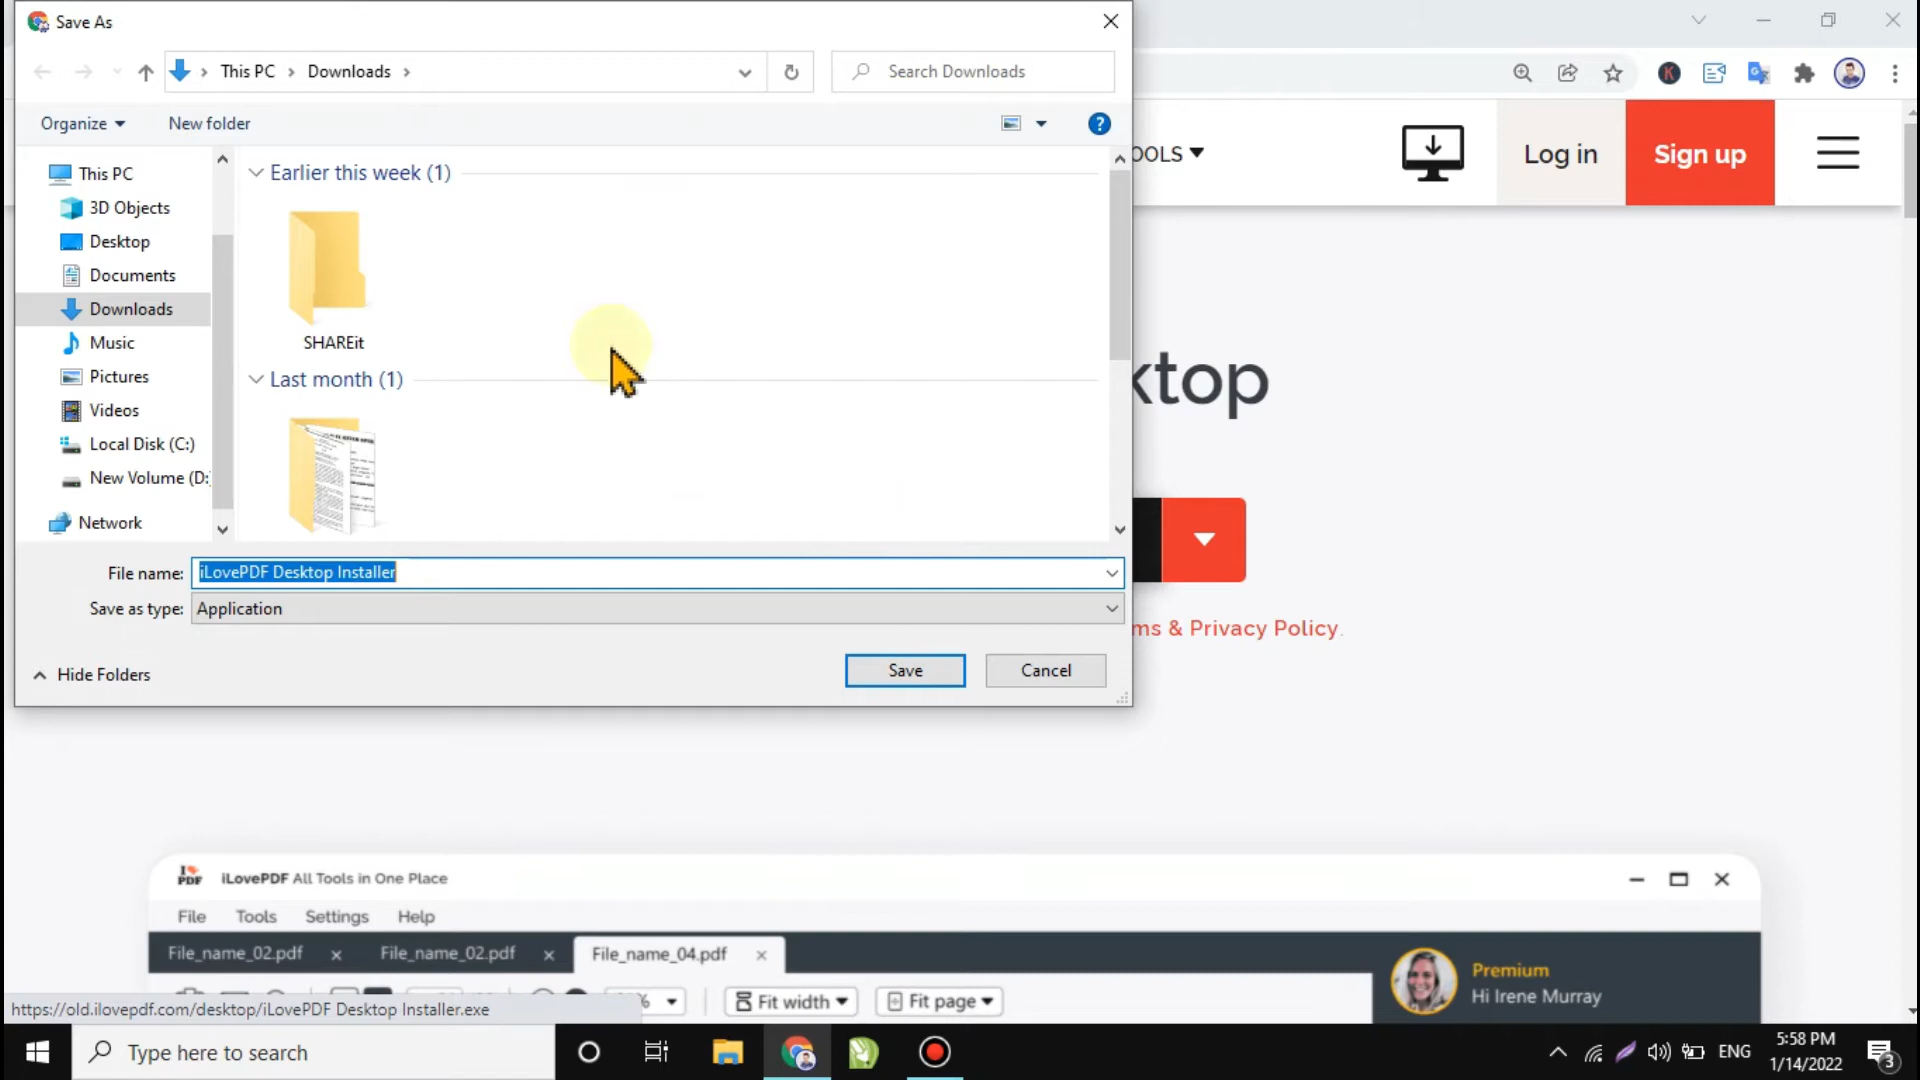 Save As
This PC
Downloads
Search Downloads
Organize
New folder
?
This PC
3D Objects
Desktop
Documents
Downloads
Music
Pictures
Videos
Local Disk (C:)
New Volume (D:
Network
Earlier this week (1)
SHAREit
Last month (1)
File name: iLovePDF Desktop Installer
Save as type: Application
Hide Folders
Save
Cancel
OOLS
Log in
Sign up
ktop
ms & Privacy Policy.
I PDF
iLovePDF All Tools in One Place
File Tools Settings Help
File_name_02.pdf × File_name_02.pdf × File_name_04.pdf ×
Premium
Hi Irene Murray
% Fit width Fit page
https://old.ilovepdf.com/desktop/iLovePDF Desktop Installer.exe
Type here to search
ENG
5:58 PM
1/14/2022
3